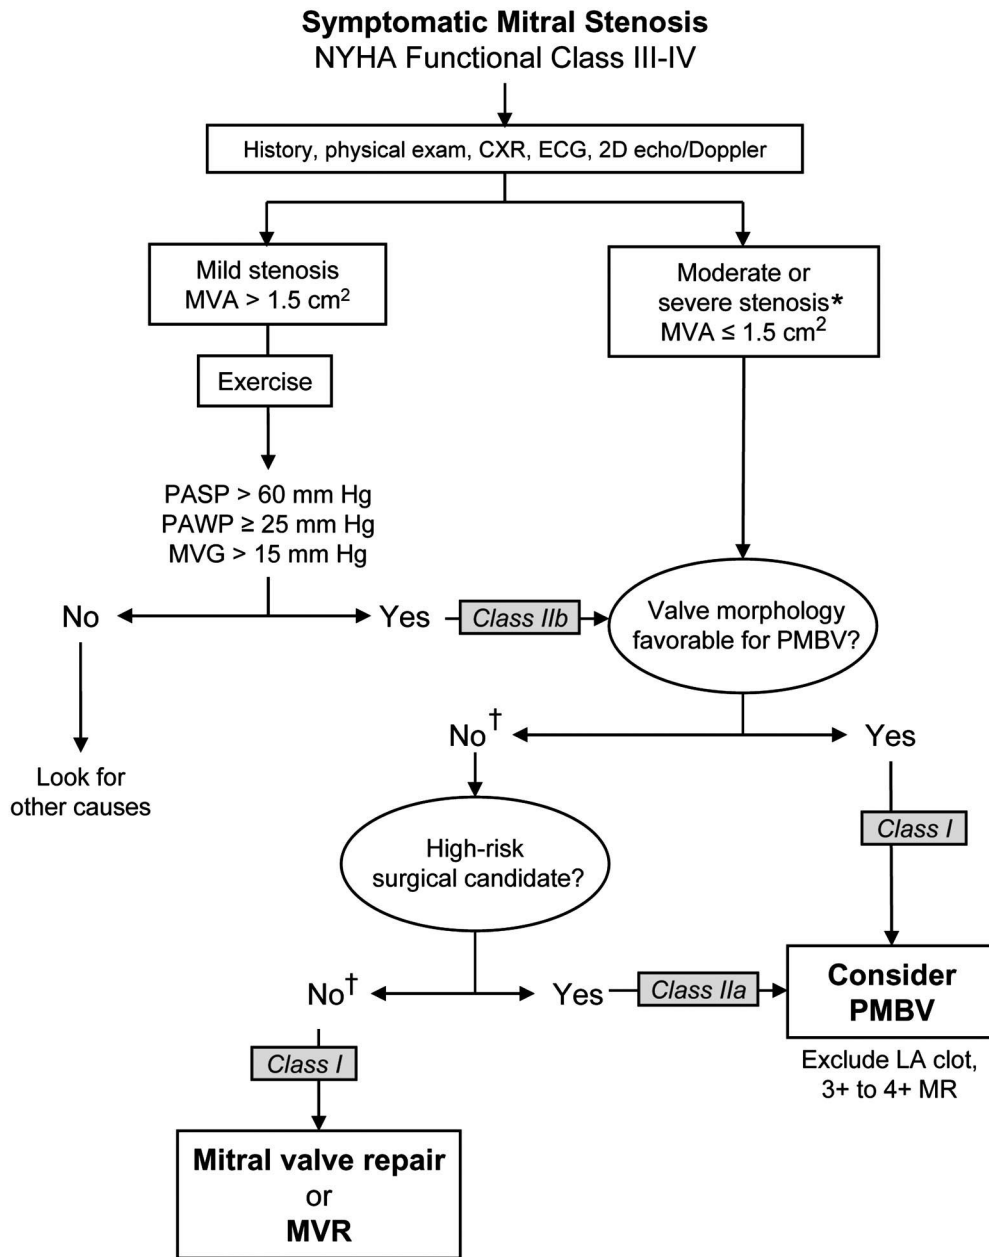 Symptomatic Mitral Stenosis
NYHA Functional Class III-IV
History, physical exam, CXR, ECG, 2D echo/Doppler
Mild stenosis
MVA > 1.5 cm²
Moderate or
severe stenosis*
MVA ≤ 1.5 cm²
Exercise
PASP > 60 mm Hg
PAWP ≥ 25 mm Hg
MVG > 15 mm Hg
No
Yes
Class IIb
Valve morphology
favorable for PMBV?
Look for
other causes
No†
Yes
Class I
High-risk
surgical candidate?
No†
Yes
Class IIa
Consider
PMBV
Exclude LA clot,
3+ to 4+ MR
Class I
Mitral valve repair
or
MVR